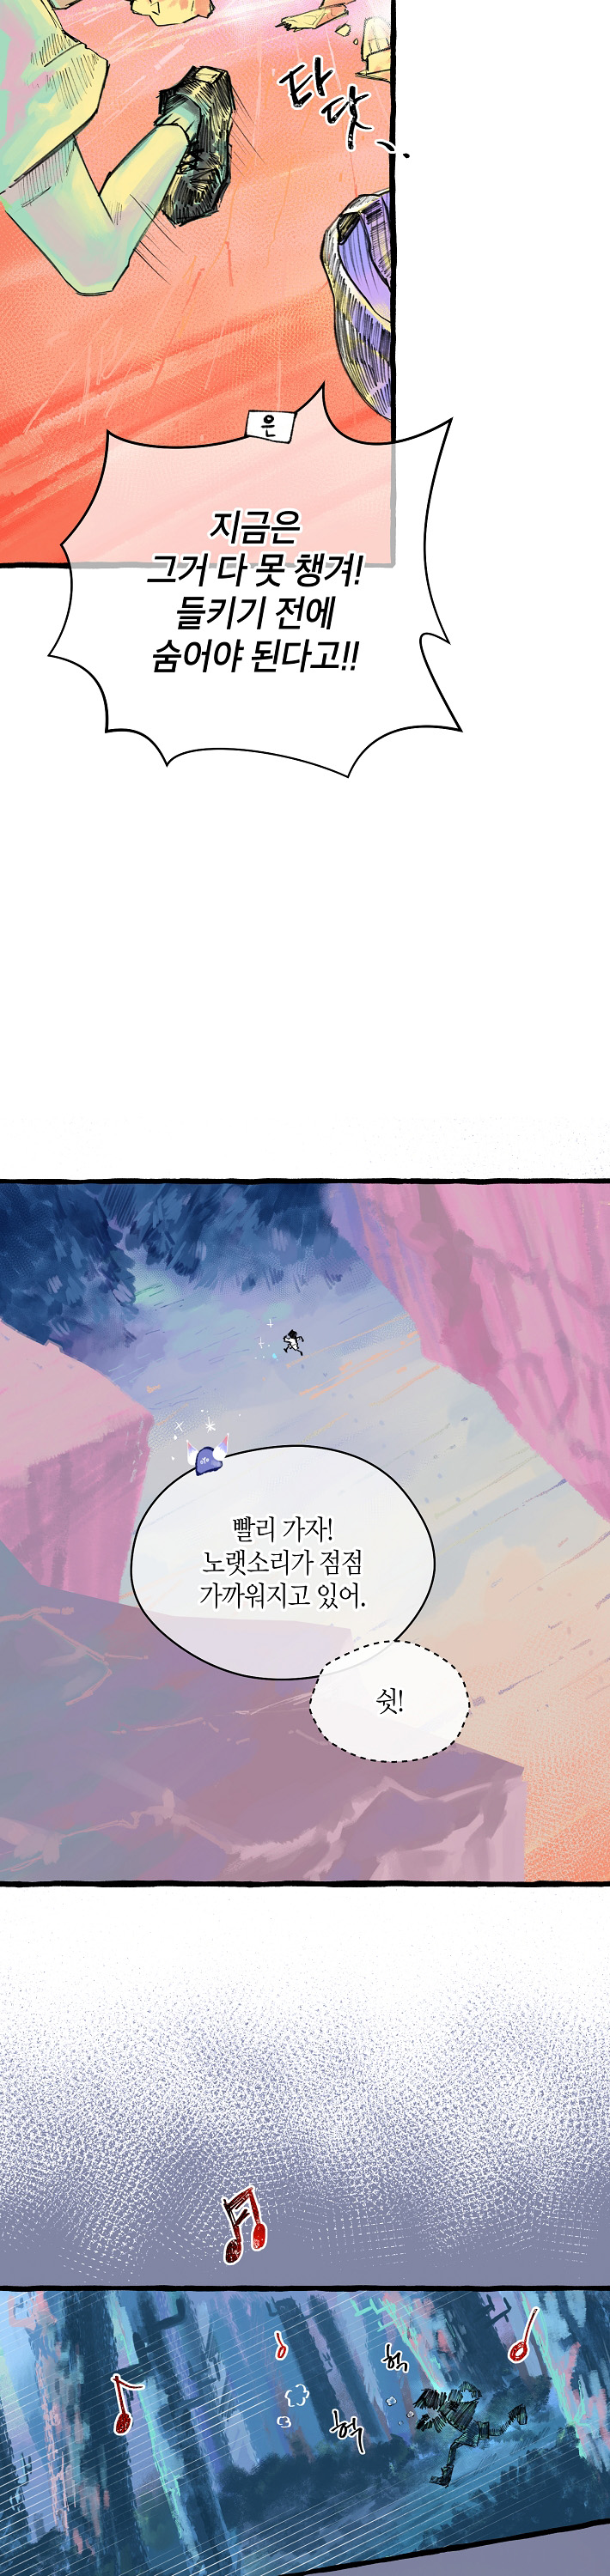 타
닷
은
지금은
그거 다 못 챙겨!
들키기 전에
숨어야 된다고!!
빨리 가자!
노랫소리가 점점
가까워지고 있어.
쉿!
헉
헉